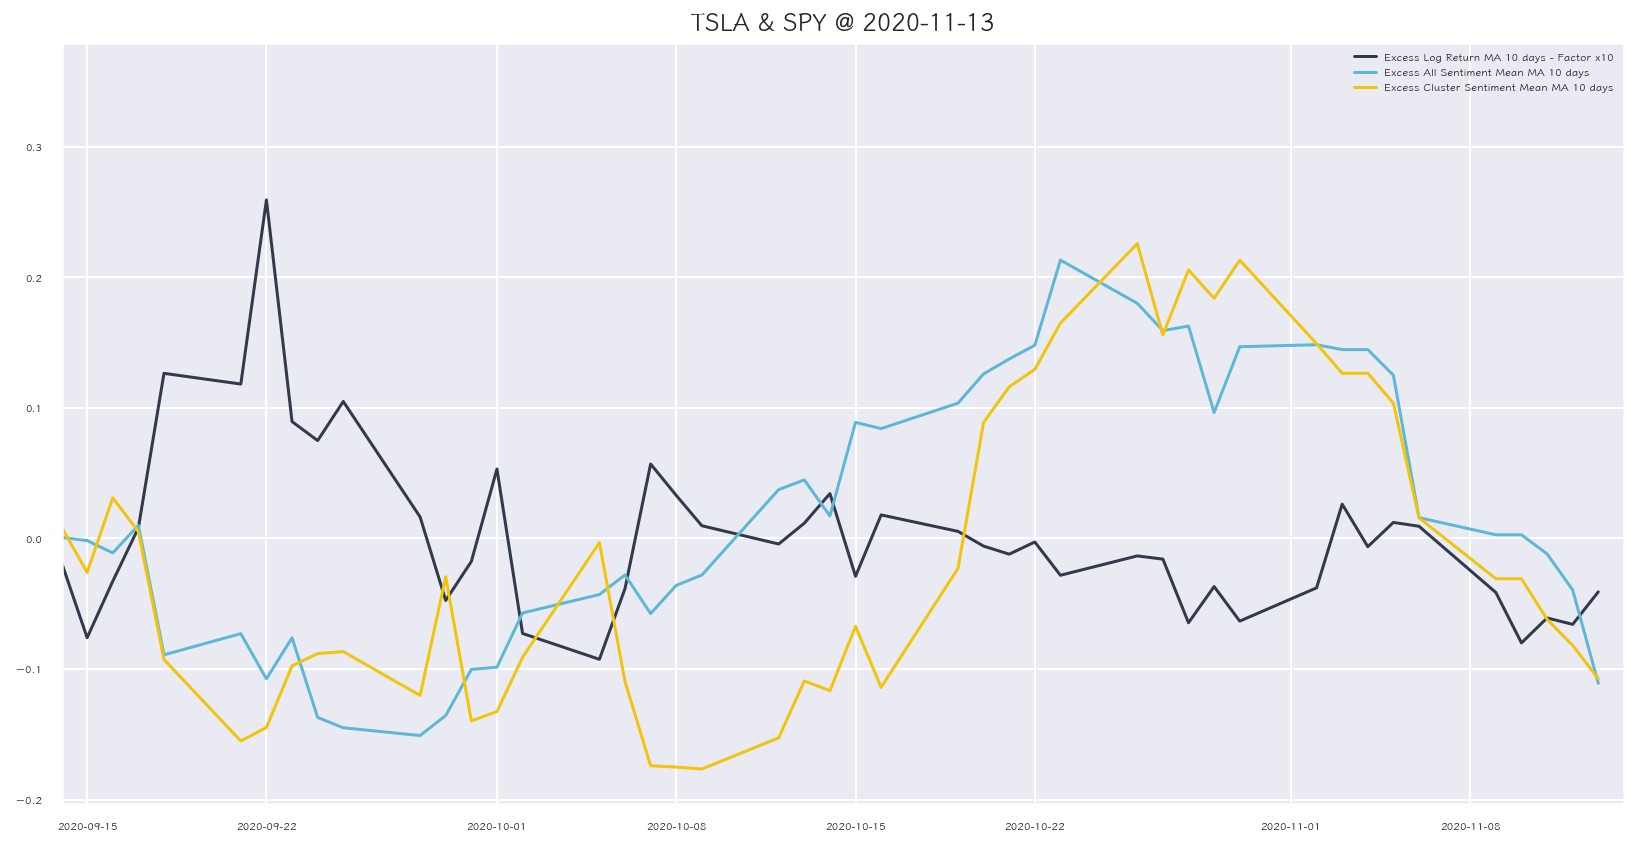 TSLA & SPY @ 2020-11-13
Excess Log Return MA 10 days - Factor x10
Excess All Sentiment Mean MA 10 days
Excess Cluster Sentiment Mean MA 10 days
0.3
0.2
0.1
0.0
−0.1
−0.2
2020-09-15 2020-09-22 2020-10-01 2020-10-08 2020-10-15 2020-10-22 2020-11-01 2020-11-08